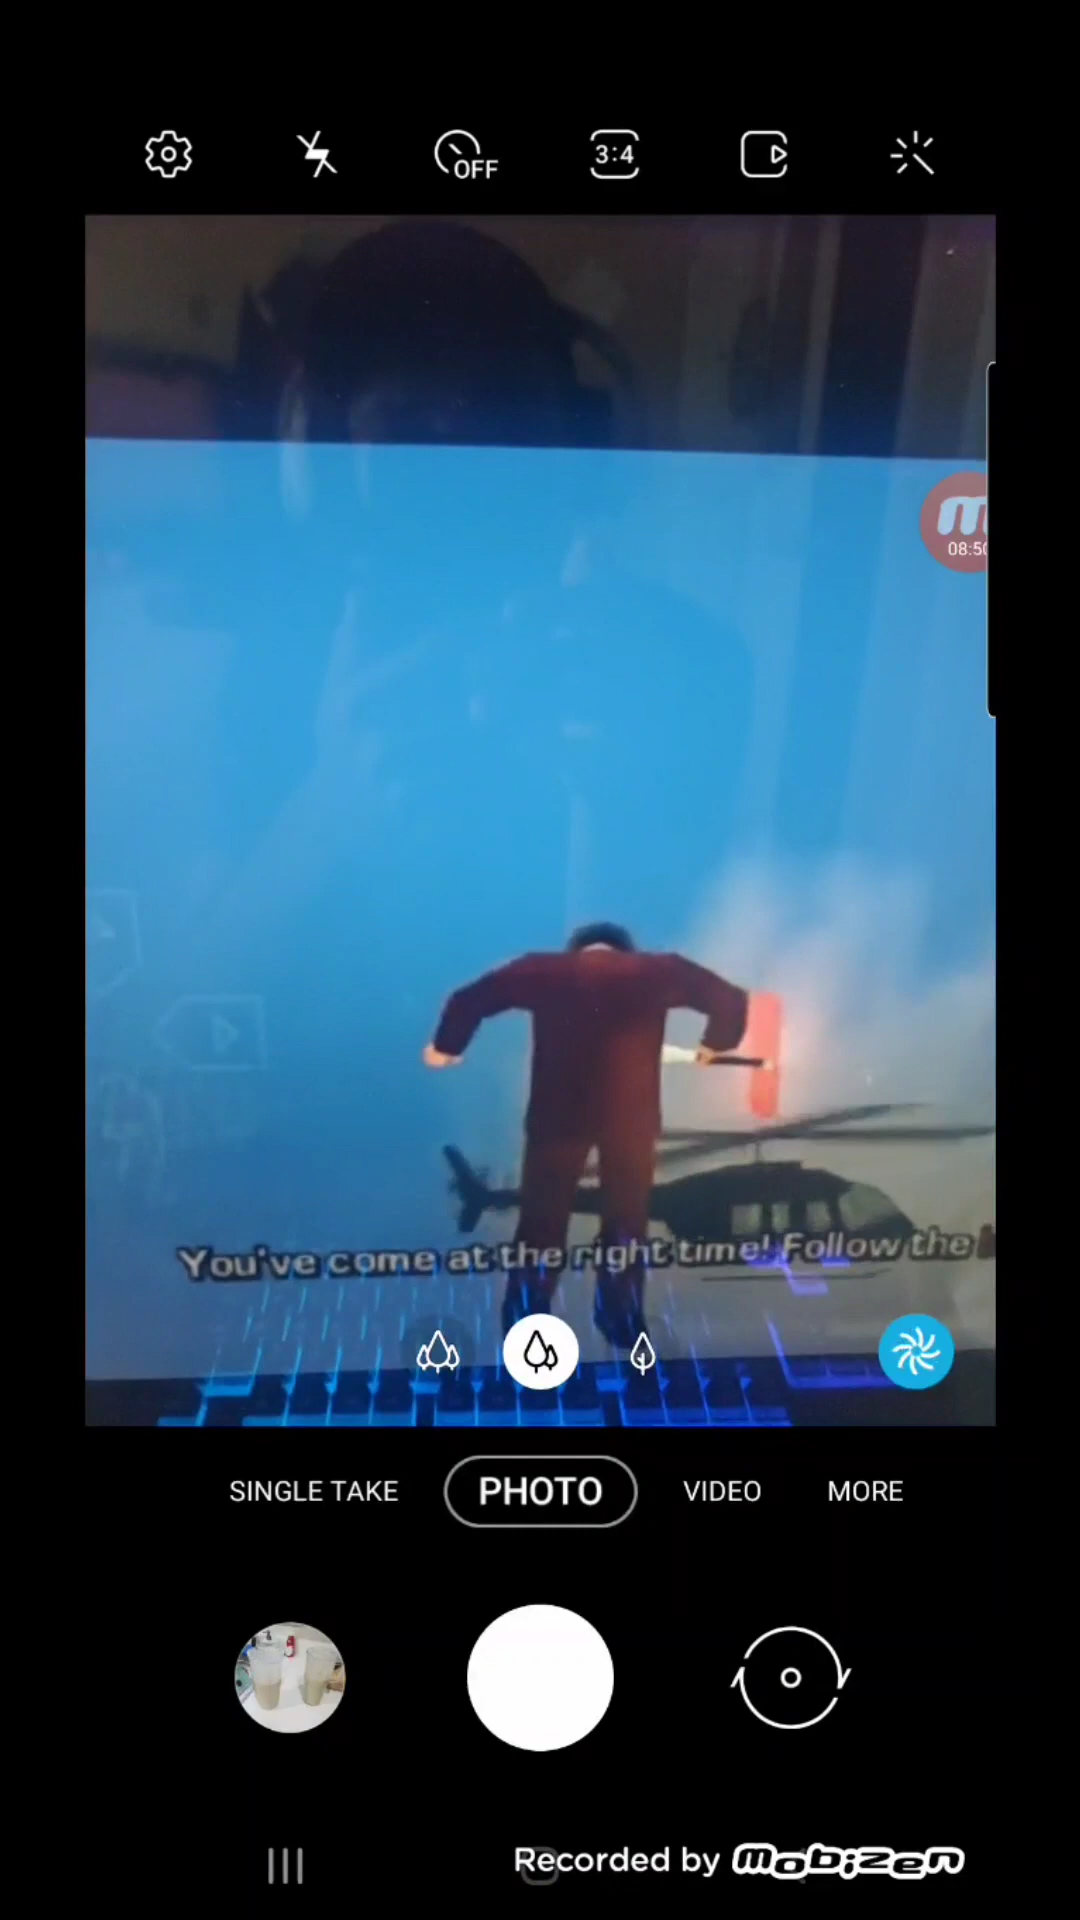 OFF
3:4
m
08:50
You've come at the right time! Follow the
SINGLE TAKE
PHOTO
VIDEO
MORE
Recorded by mobizen